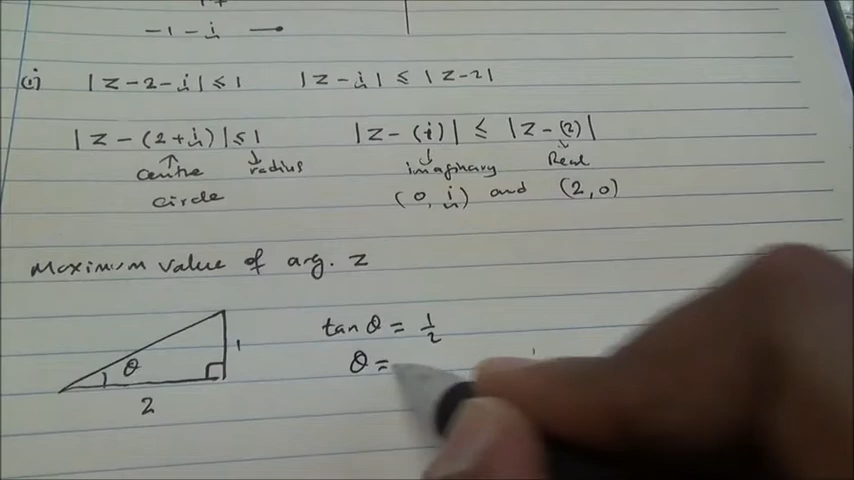 -1-i
(i) |z-2-i| ≤ 1 |z-i| ≤ |z-2|
|z-(2+i)| ≤ 1 |z-(i)| ≤ |z-(2)|
centre radius imaginary Real
circle (0, i) and (2, 0)
Maximum value of arg. z
tan θ = 1/2
θ 1
θ =
2